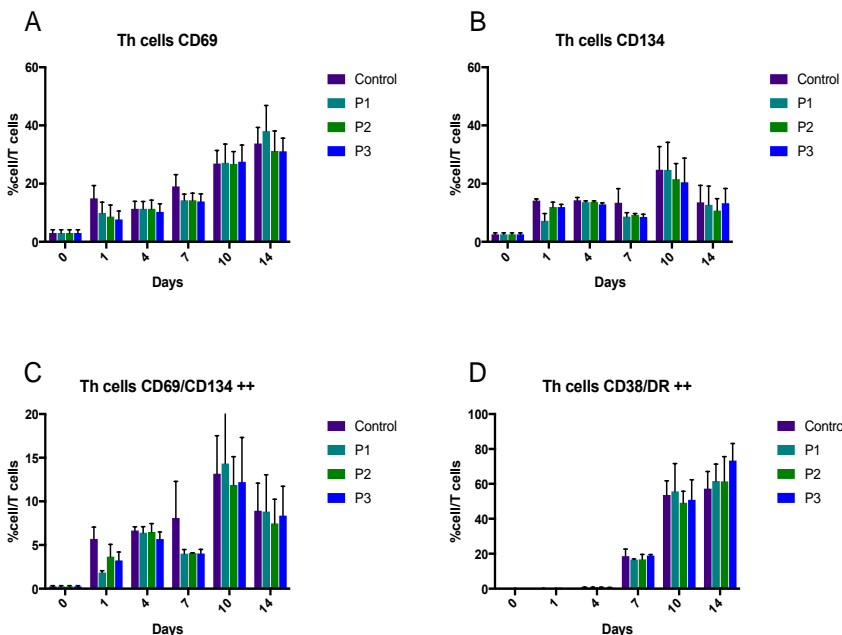 A
Th cells CD69
%cell/T cells
60
40
20
0
0 1 4 7 10 14
Days
Control
P1
P2
P3
B
Th cells CD134
%cell/T cells
60
40
20
0
0 1 4 7 10 14
Days
Control
P1
P2
P3
C
Th cells CD69/CD134 ++
%cell/T cells
20
15
10
5
0
0 1 4 7 10 14
Days
Control
P1
P2
P3
D
Th cells CD38/DR ++
%cell/T cells
100
80
60
40
20
0
0 1 4 7 10 14
Days
Control
P1
P2
P3